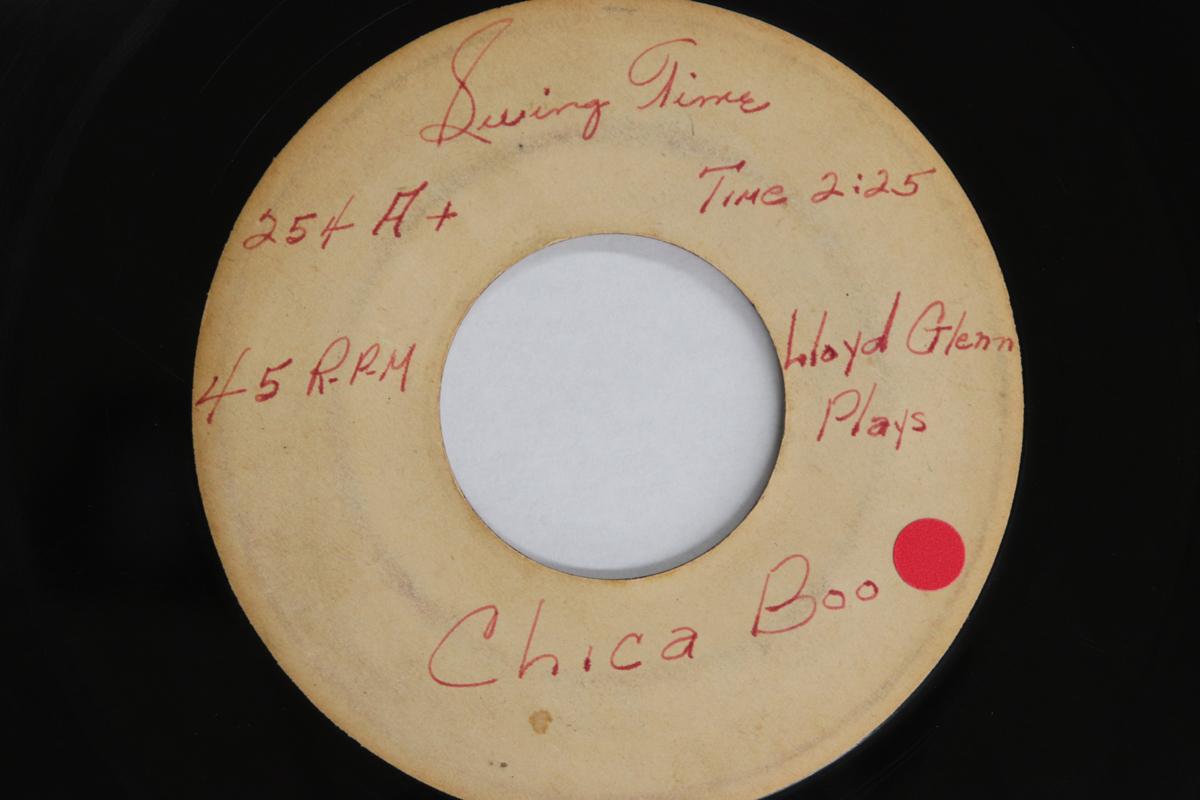 Swing Time
254 A+
Time 2:25
45 R.P.M
Lloyd Glenn
Plays
Chica Boo